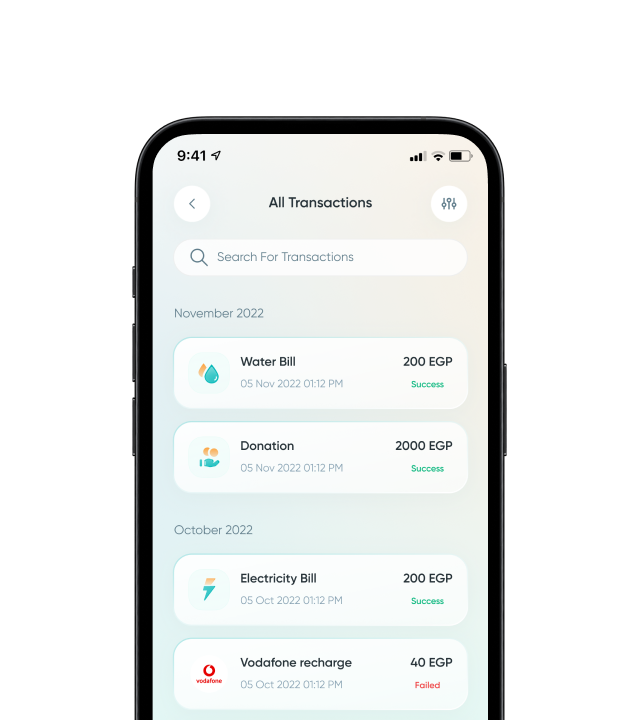 9:41
All Transactions
Search For Transactions
November 2022
Water Bill
200 EGP
05 Nov 2022 01:12 PM
Success
Donation
2000 EGP
05 Nov 2022 01:12 PM
Success
October 2022
Electricity Bill
200 EGP
05 Oct 2022 01:12 PM
Success
vodafone
Vodafone recharge
40 EGP
05 Oct 2022 01:12 PM
Failed